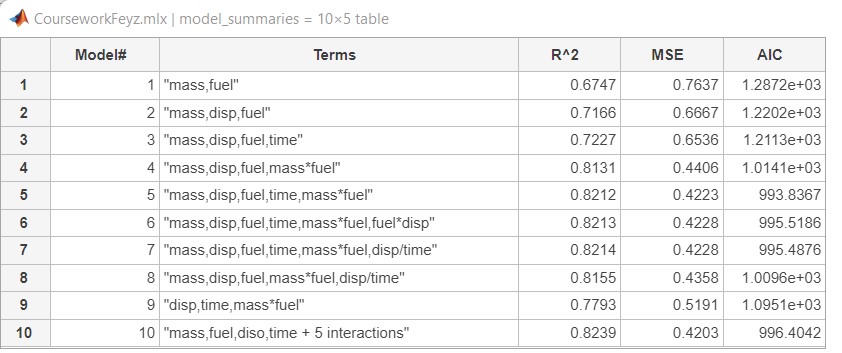 CourseworkFeyz.mlx | model_summaries = 10×5 table
Model# Terms R^2 MSE AIC
1 1 "mass,fuel" 0.6747 0.7637 1.2872e+03
2 2 "mass,disp,fuel" 0.7166 0.6667 1.2202e+03
3 3 "mass,disp,fuel,time" 0.7227 0.6536 1.2113e+03
4 4 "mass,disp,fuel,mass*fuel" 0.8131 0.4406 1.0141e+03
5 5 "mass,disp,fuel,time,mass*fuel" 0.8212 0.4223 993.8367
6 6 "mass,disp,fuel,time,mass*fuel,fuel*disp" 0.8213 0.4228 995.5186
7 7 "mass,disp,fuel,time,mass*fuel,disp/time" 0.8214 0.4228 995.4876
8 8 "mass,disp,fuel,mass*fuel,disp/time" 0.8155 0.4358 1.0096e+03
9 9 "disp,time,mass*fuel" 0.7793 0.5191 1.0951e+03
10 10 "mass,fuel,diso,time + 5 interactions" 0.8239 0.4203 996.4042